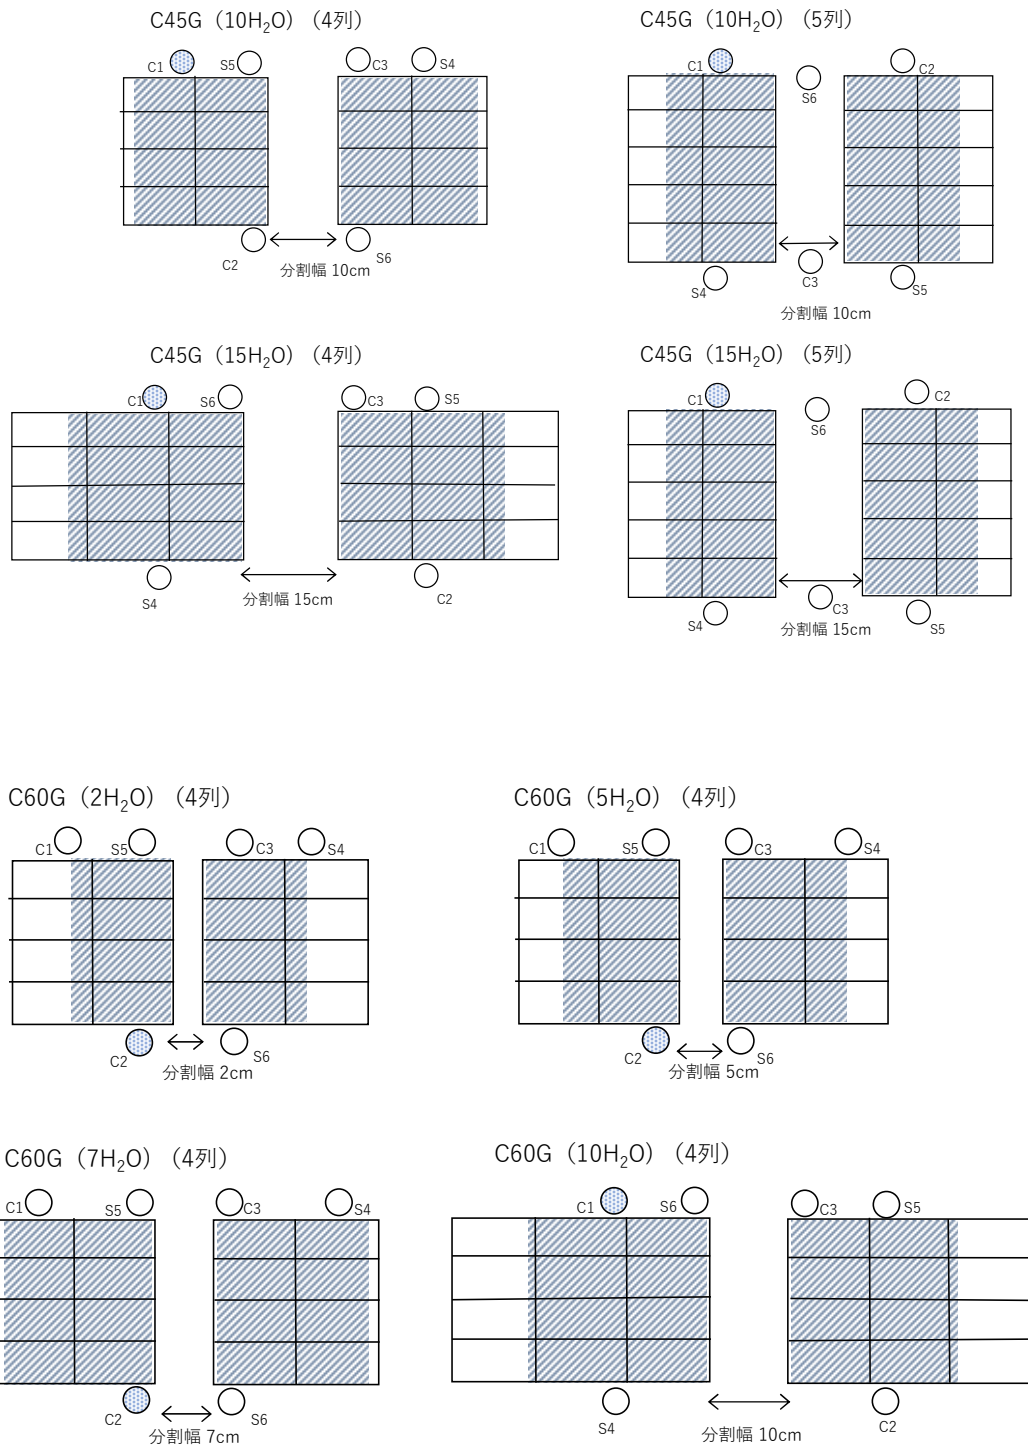 C45G（10H₂O）（4列）
C1
S5
C3
S4
C2
S6
分割幅 10cm
C45G（10H₂O）（5列）
C1
S6
C2
S4
C3
S5
分割幅 10cm
C45G（15H₂O）（4列）
C1
S6
C3
S5
S4
C2
分割幅 15cm
C45G（15H₂O）（5列）
C1
S6
C2
S4
C3
S5
分割幅 15cm
C60G（2H₂O）（4列）
C1
S5
C3
S4
C2
S6
分割幅 2cm
C60G（5H₂O）（4列）
C1
S5
C3
S4
C2
S6
分割幅 5cm
C60G（7H₂O）（4列）
C1
S5
C3
S4
C2
S6
分割幅 7cm
C60G（10H₂O）（4列）
C1
S6
C3
S5
S4
C2
分割幅 10cm